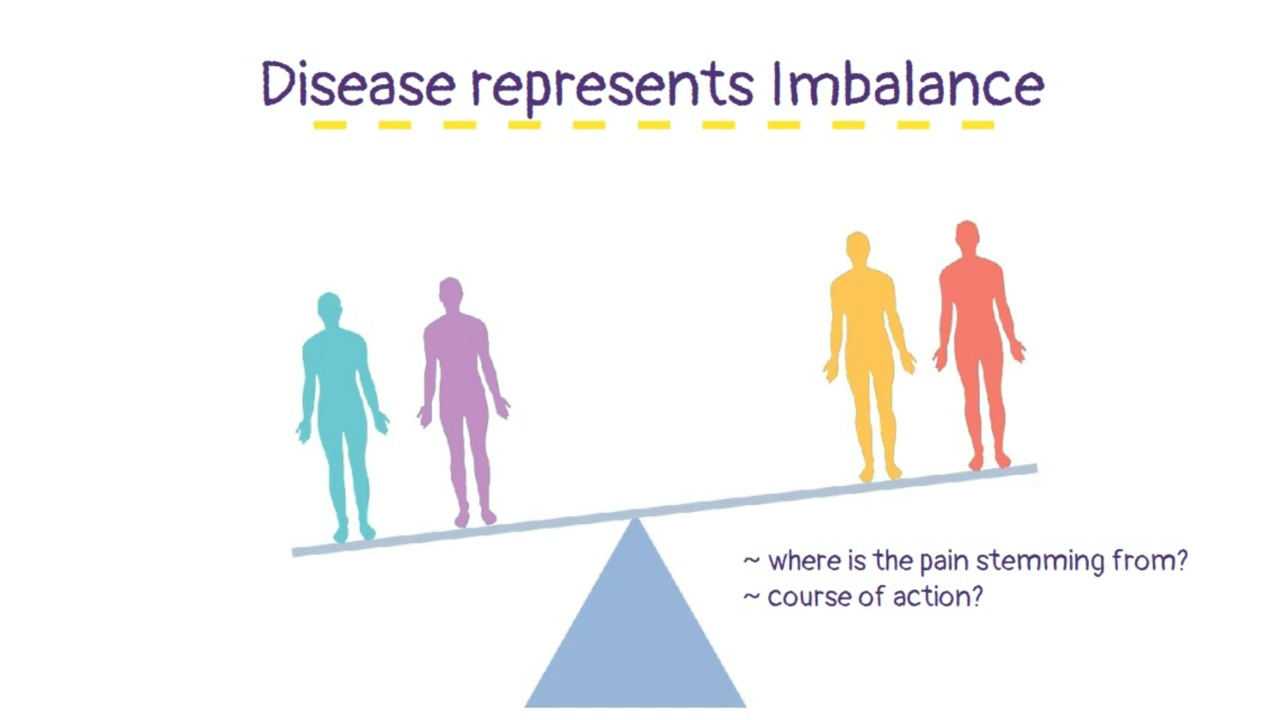 Disease represents Imbalance
~ where is the pain stemming from?
~ course of action?